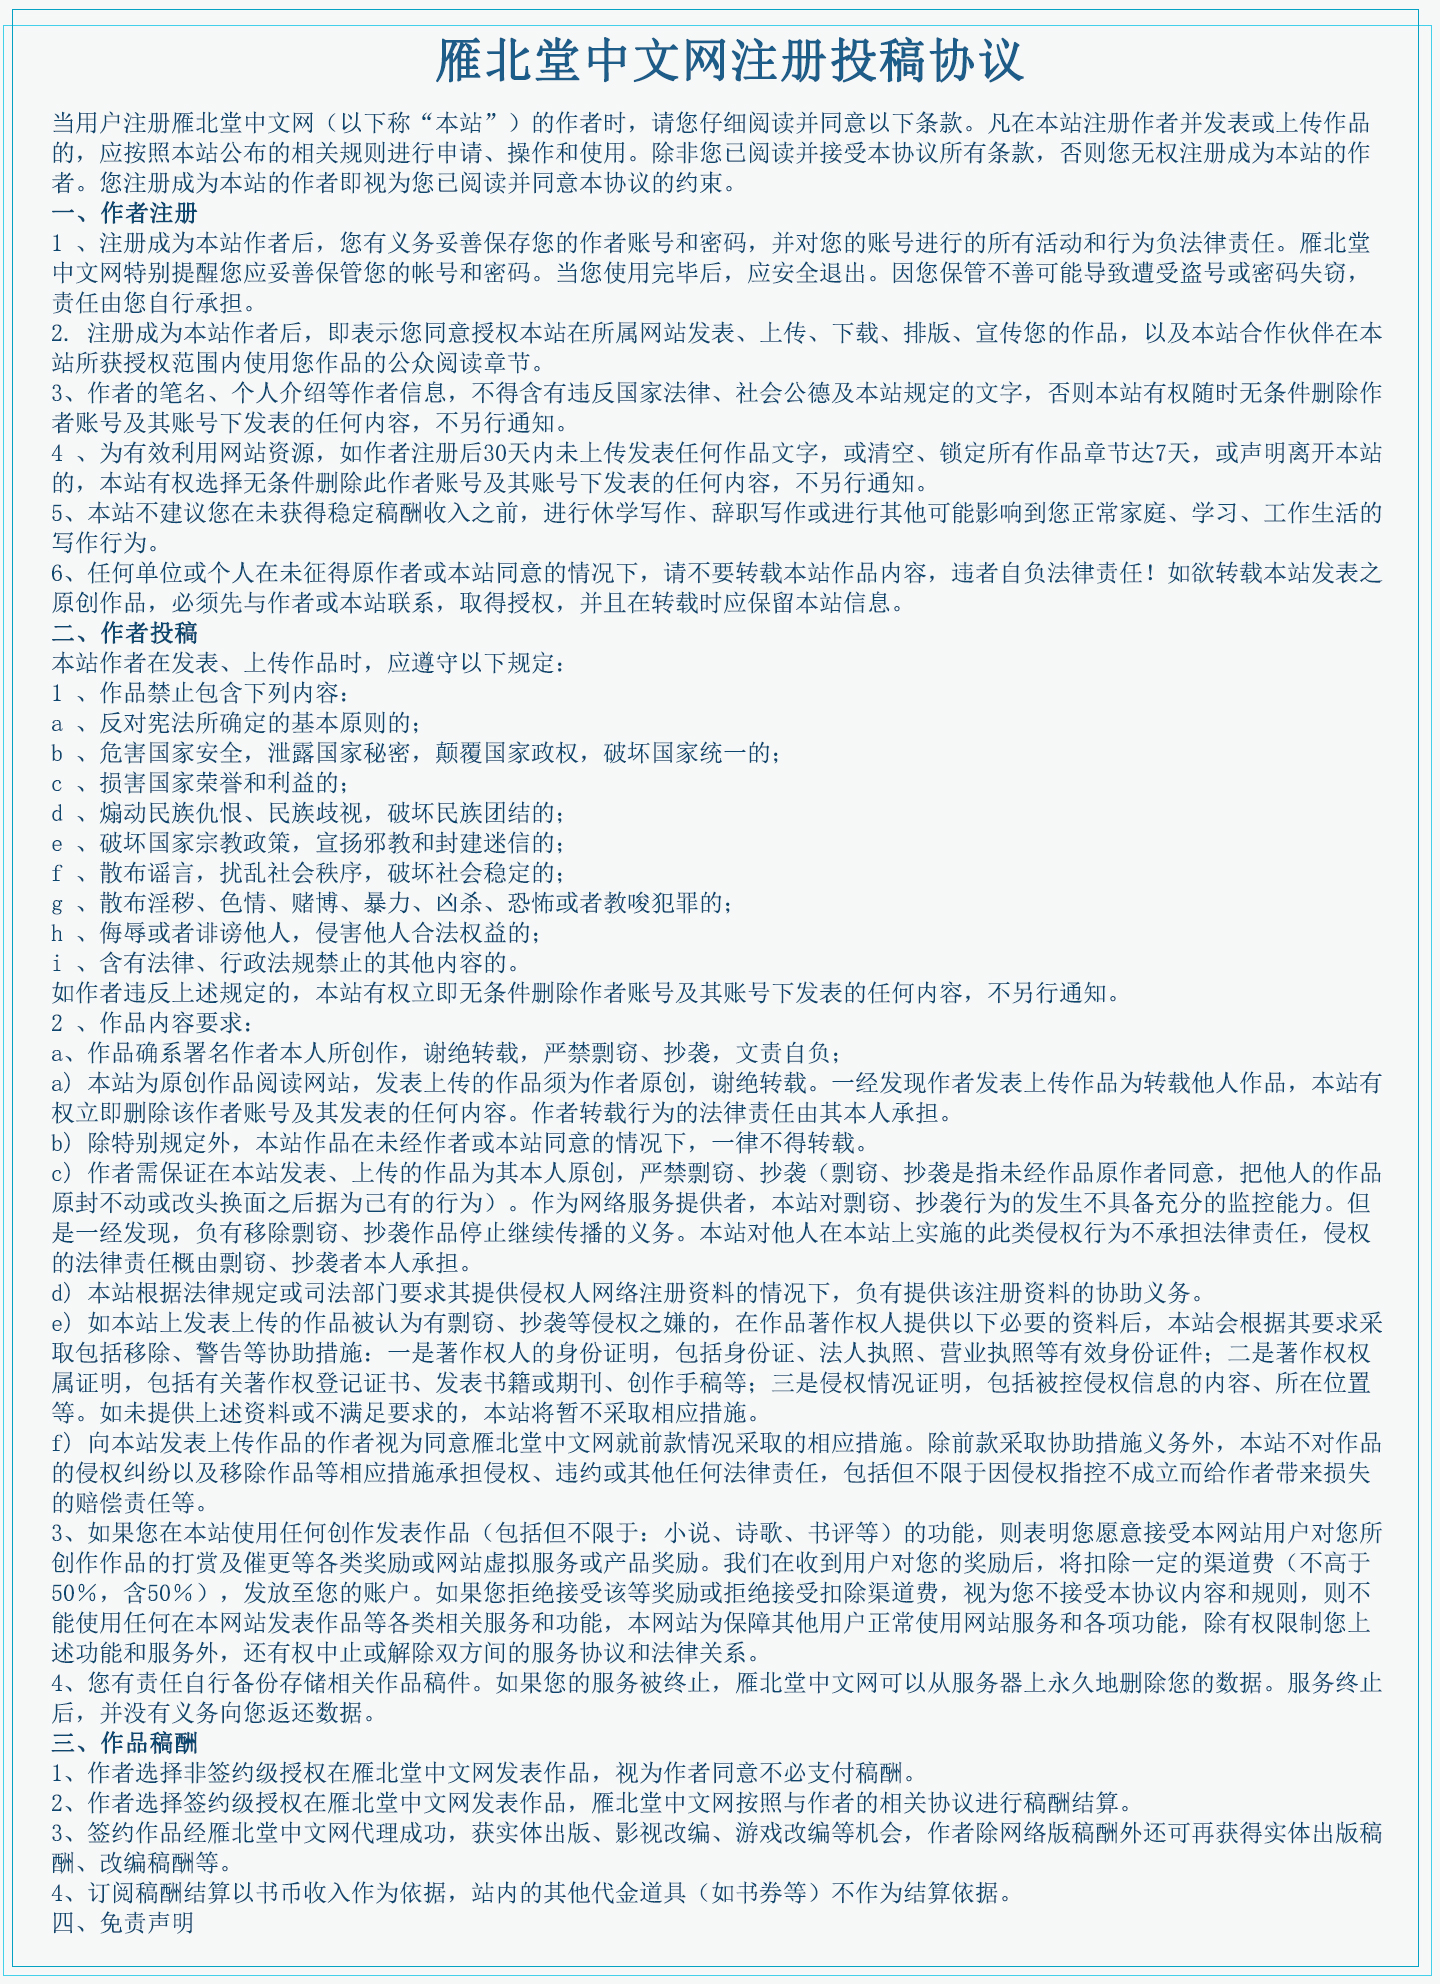 雁北堂中文网注册投稿协议
当用户注册雁北堂中文网（以下称“本站”）的作者时，请您仔细阅读并同意以下条款。凡在本站注册作者并发表或上传作品
的，应按照本站公布的相关规则进行申请、操作和使用。除非您已阅读并接受本协议所有条款，否则您无权注册成为本站的作
者。您注册成为本站的作者即视为您已阅读并同意本协议的约束。
一、作者注册
1 、注册成为本站作者后，您有义务妥善保存您的作者账号和密码，并对您的账号进行的所有活动和行为负法律责任。雁北堂
中文网特别提醒您应妥善保管您的帐号和密码。当您使用完毕后，应安全退出。因您保管不善可能导致遭受盗号或密码失窃，
责任由您自行承担。
2. 注册成为本站作者后，即表示您同意授权本站在所属网站发表、上传、下载、排版、宣传您的作品，以及本站合作伙伴在本
站所获授权范围内使用您作品的公众阅读章节。
3、作者的笔名、个人介绍等作者信息，不得含有违反国家法律、社会公德及本站规定的文字，否则本站有权随时无条件删除作
者账号及其账号下发表的任何内容，不另行通知。
4 、为有效利用网站资源，如作者注册后30天内未上传发表任何作品文字，或清空、锁定所有作品章节达7天，或声明离开本站
的，本站有权选择无条件删除此作者账号及其账号下发表的任何内容，不另行通知。
5、本站不建议您在未获得稳定稿酬收入之前，进行休学写作、辞职写作或进行其他可能影响到您正常家庭、学习、工作生活的
写作行为。
6、任何单位或个人在未征得原作者或本站同意的情况下，请不要转载本站作品内容，违者自负法律责任！如欲转载本站发表之
原创作品，必须先与作者或本站联系，取得授权，并且在转载时应保留本站信息。
二、作者投稿
本站作者在发表、上传作品时，应遵守以下规定：
1 、作品禁止包含下列内容：
a 、反对宪法所确定的基本原则的；
b 、危害国家安全，泄露国家秘密，颠覆国家政权，破坏国家统一的；
c 、损害国家荣誉和利益的；
d 、煽动民族仇恨、民族歧视，破坏民族团结的；
e 、破坏国家宗教政策，宣扬邪教和封建迷信的；
f 、散布谣言，扰乱社会秩序，破坏社会稳定的；
g 、散布淫秽、色情、赌博、暴力、凶杀、恐怖或者教唆犯罪的；
h 、侮辱或者诽谤他人，侵害他人合法权益的；
i 、含有法律、行政法规禁止的其他内容的。
如作者违反上述规定的，本站有权立即无条件删除作者账号及其账号下发表的任何内容，不另行通知。
2 、作品内容要求：
a、作品确系署名作者本人所创作，谢绝转载，严禁剽窃、抄袭，文责自负；
a) 本站为原创作品阅读网站，发表上传的作品须为作者原创，谢绝转载。一经发现作者发表上传作品为转载他人作品，本站有
权立即删除该作者账号及其发表的任何内容。作者转载行为的法律责任由其本人承担。
b) 除特别规定外，本站作品在未经作者或本站同意的情况下，一律不得转载。
c) 作者需保证在本站发表、上传的作品为其本人原创，严禁剽窃、抄袭（剽窃、抄袭是指未经作品原作者同意，把他人的作品
原封不动或改头换面之后据为己有的行为）。作为网络服务提供者，本站对剽窃、抄袭行为的发生不具备充分的监控能力。但
是一经发现，负有移除剽窃、抄袭作品停止继续传播的义务。本站对他人在本站上实施的此类侵权行为不承担法律责任，侵权
的法律责任概由剽窃、抄袭者本人承担。
d) 本站根据法律规定或司法部门要求其提供侵权人网络注册资料的情况下，负有提供该注册资料的协助义务。
e) 如本站上发表上传的作品被认为有剽窃、抄袭等侵权之嫌的，在作品著作权人提供以下必要的资料后，本站会根据其要求采
取包括移除、警告等协助措施：一是著作权人的身份证明，包括身份证、法人执照、营业执照等有效身份证件；二是著作权权
属证明，包括有关著作权登记证书、发表书籍或期刊、创作手稿等；三是侵权情况证明，包括被控侵权信息的内容、所在位置
等。如未提供上述资料或不满足要求的，本站将暂不采取相应措施。
f) 向本站发表上传作品的作者视为同意雁北堂中文网就前款情况采取的相应措施。除前款采取协助措施义务外，本站不对作品
的侵权纠纷以及移除作品等相应措施承担侵权、违约或其他任何法律责任，包括但不限于因侵权指控不成立而给作者带来损失
的赔偿责任等。
3、如果您在本站使用任何创作发表作品（包括但不限于：小说、诗歌、书评等）的功能，则表明您愿意接受本网站用户对您所
创作作品的打赏及催更等各类奖励或网站虚拟服务或产品奖励。我们在收到用户对您的奖励后，将扣除一定的渠道费（不高于
50%，含50%），发放至您的账户。如果您拒绝接受该等奖励或拒绝接受扣除渠道费，视为您不接受本协议内容和规则，则不
能使用任何在本网站发表作品等各类相关服务和功能，本网站为保障其他用户正常使用网站服务和各项功能，除有权限制您上
述功能和服务外，还有权中止或解除双方间的服务协议和法律关系。
4、您有责任自行备份存储相关作品稿件。如果您的服务被终止，雁北堂中文网可以从服务器上永久地删除您的数据。服务终止
后，并没有义务向您返还数据。
三、作品稿酬
1、作者选择非签约级授权在雁北堂中文网发表作品，视为作者同意不必支付稿酬。
2、作者选择签约级授权在雁北堂中文网发表作品，雁北堂中文网按照与作者的相关协议进行稿酬结算。
3、签约作品经雁北堂中文网代理成功，获实体出版、影视改编、游戏改编等机会，作者除网络版稿酬外还可再获得实体出版稿
酬、改编稿酬等。
4、订阅稿酬结算以书币收入作为依据，站内的其他代金道具（如书券等）不作为结算依据。
四、免责声明